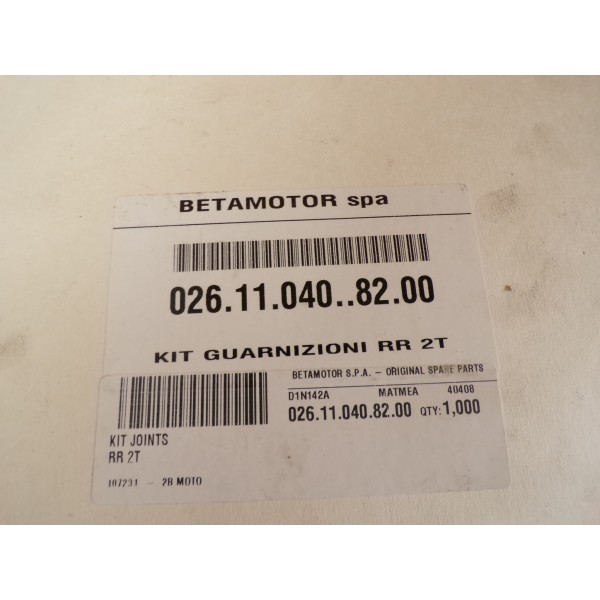 BETAMOTOR spa
026.11.040..82.00
KIT GUARNIZIONI RR 2T
BETAMOTOR S.P.A. - ORIGINAL SPARE PARTS
D1N142A MATMEA 40408
026.11.040.82.00 QTY: 1,000
KIT JOINTS
RR 2T
107231 - 2B MOTO